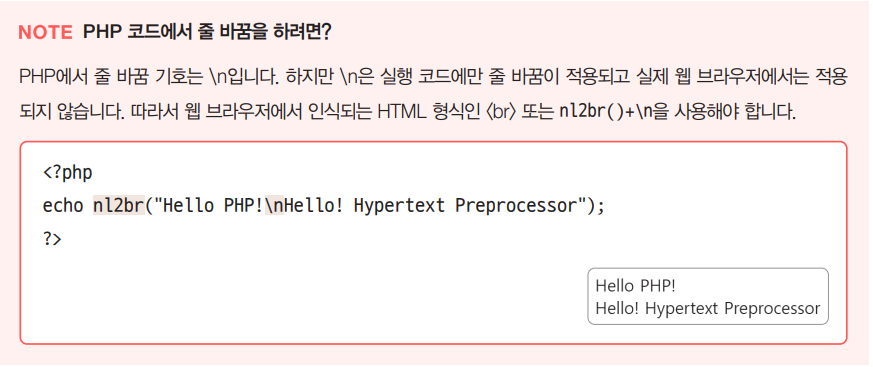 NOTE PHP 코드에서 줄 바꿈을 하려면?
PHP에서 줄 바꿈 기호는 \n입니다. 하지만 \n은 실행 코드에만 줄 바꿈이 적용되고 실제 웹 브라우저에서는 적용
되지 않습니다. 따라서 웹 브라우저에서 인식되는 HTML 형식인 <br> 또는 nl2br()+\n을 사용해야 합니다.
<?php
echo nl2br("Hello PHP!\nHello! Hypertext Preprocessor");
?>
Hello PHP!
Hello! Hypertext Preprocessor